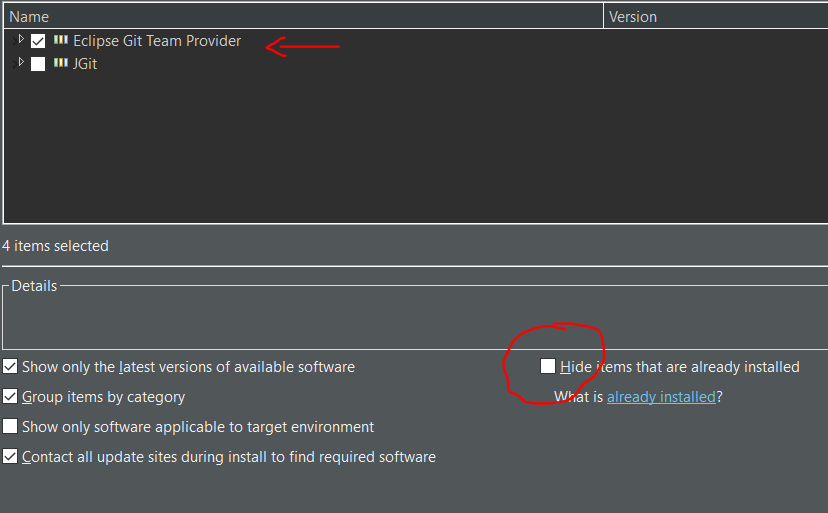 Name Version
Eclipse Git Team Provider
JGit
4 items selected
Details
Show only the latest versions of available software
Hide items that are already installed
Group items by category
What is already installed?
Show only software applicable to target environment
Contact all update sites during install to find required software